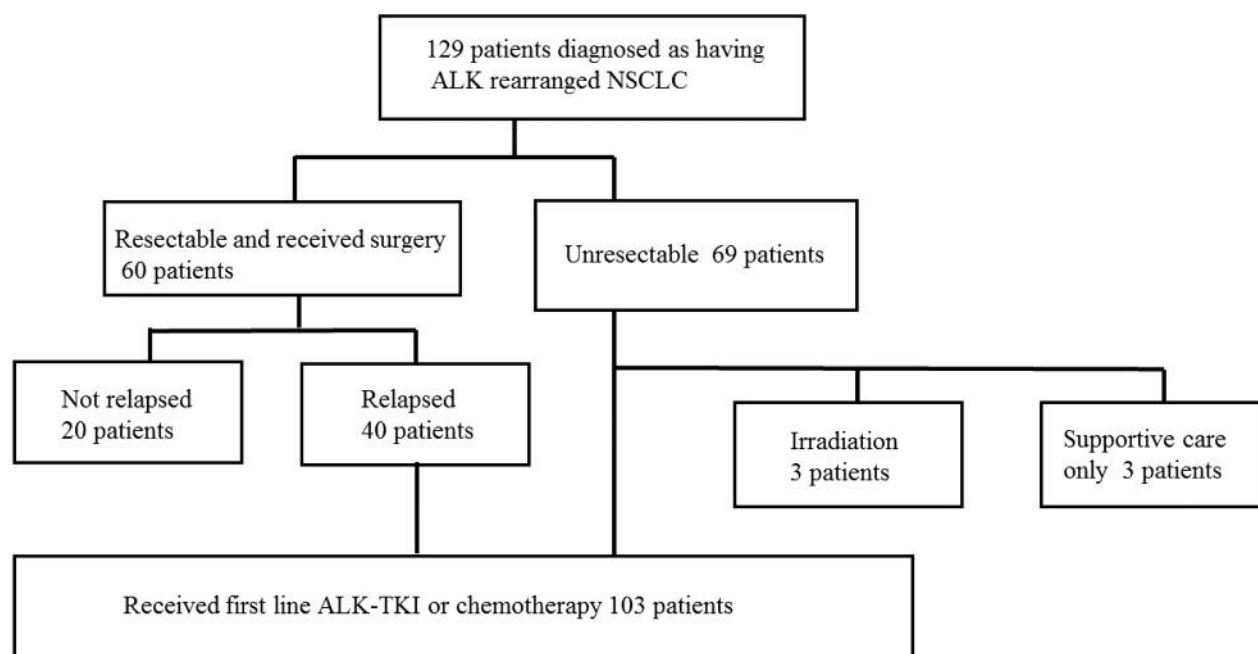 129 patients diagnosed as having
ALK rearranged NSCLC
Resectable and received surgery
60 patients
Unresectable 69 patients
Not relapsed
20 patients
Relapsed
40 patients
Irradiation
3 patients
Supportive care
only 3 patients
Received first line ALK-TKI or chemotherapy 103 patients